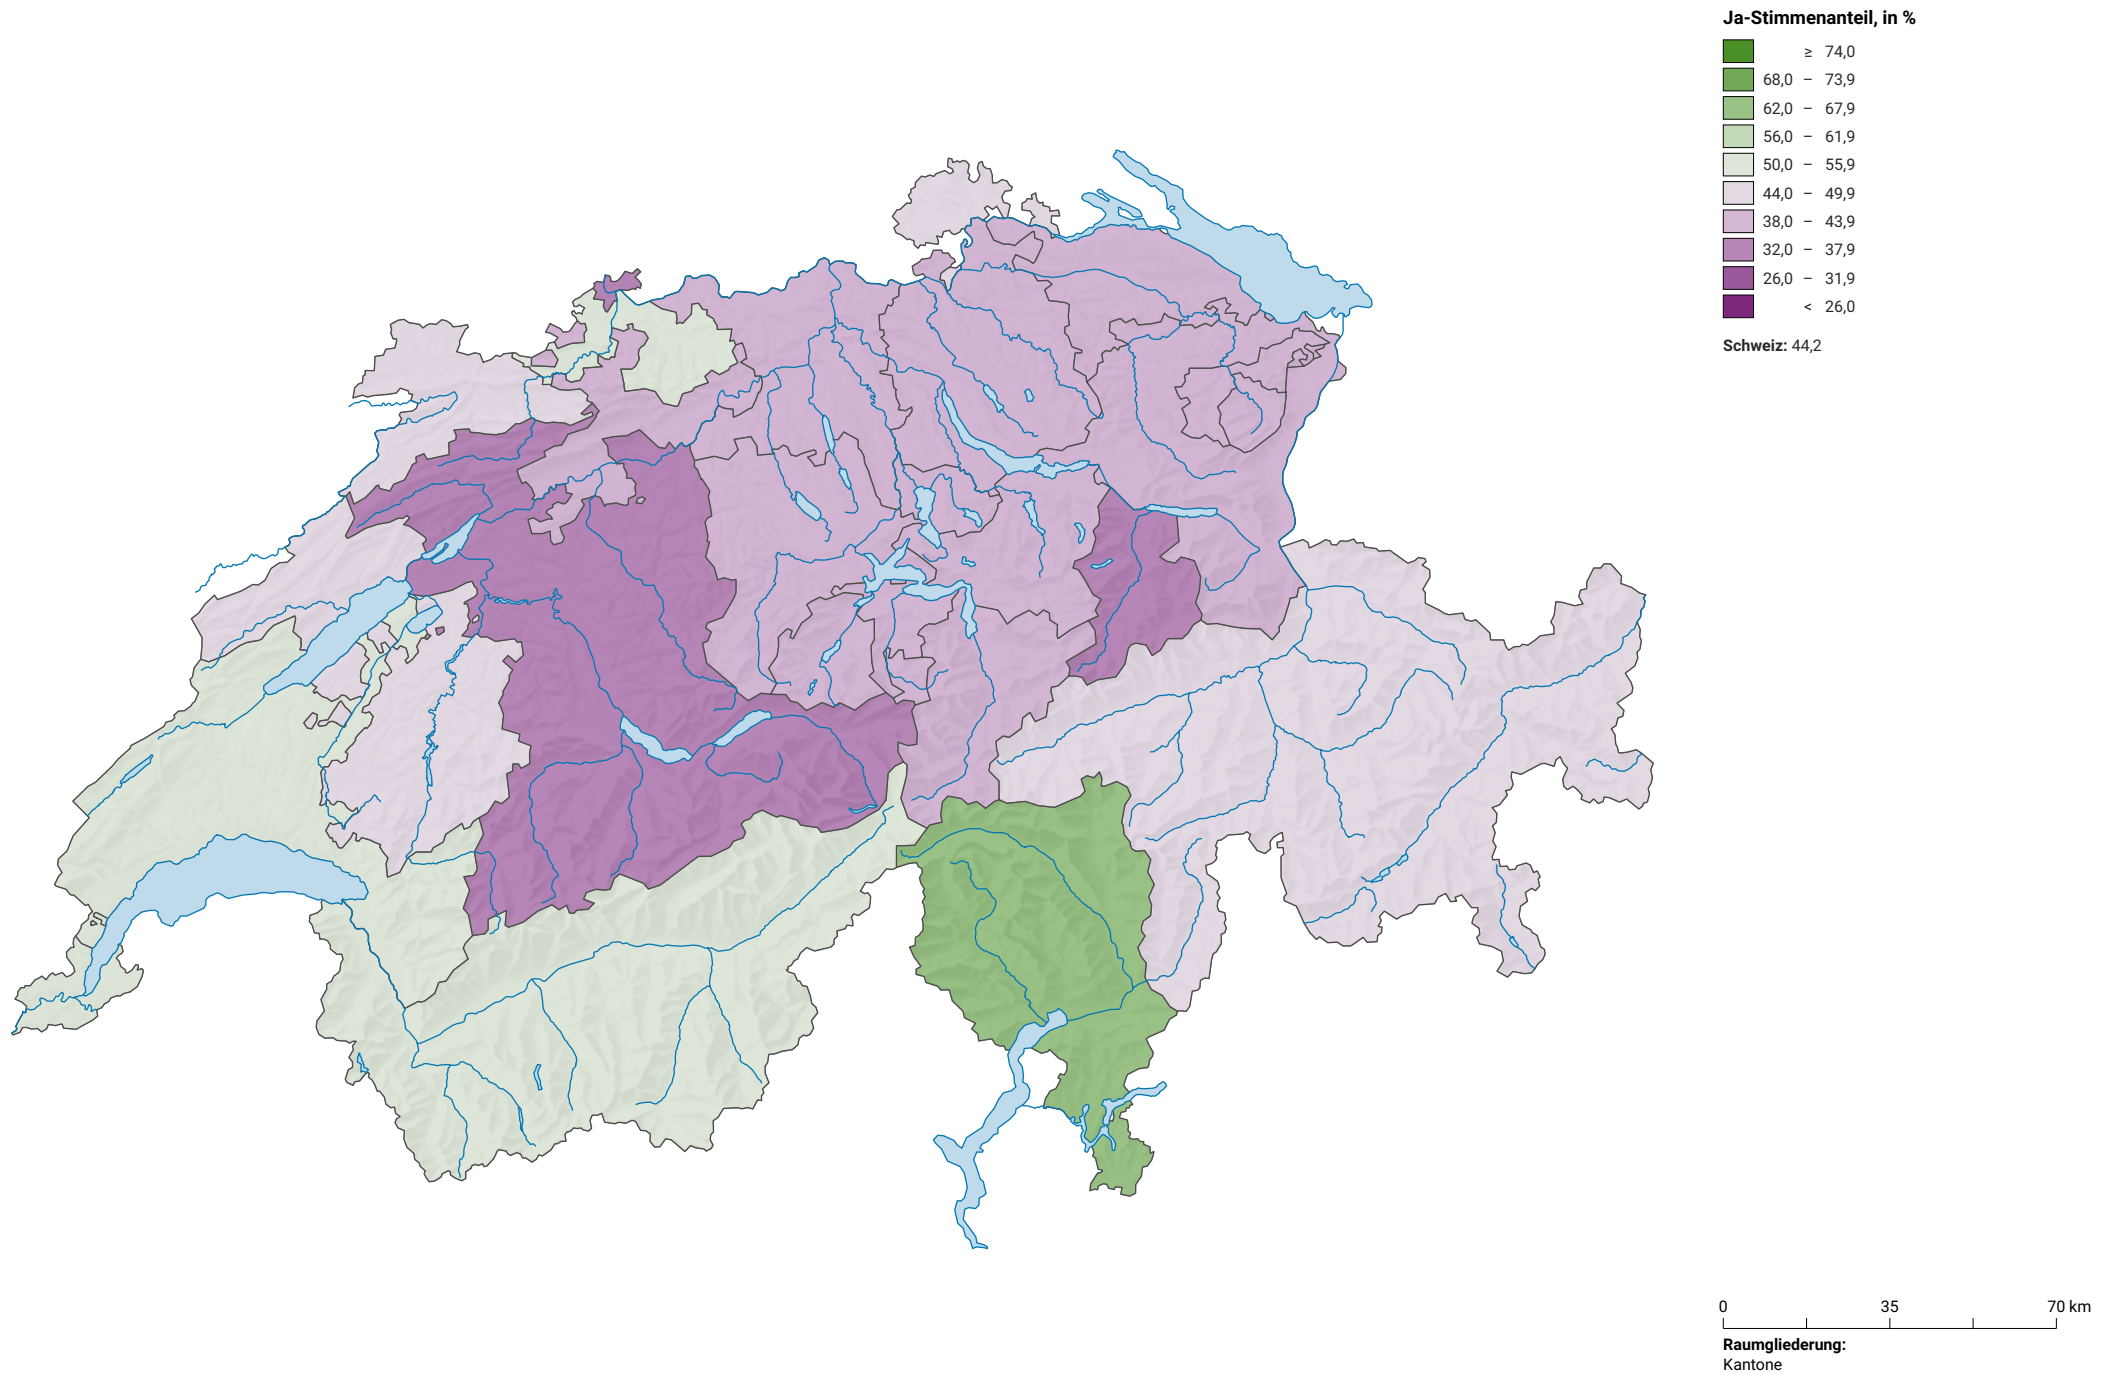 Ja-Stimmenanteil, in %
≥ 74,0
68,0 – 73,9
62,0 – 67,9
56,0 – 61,9
50,0 – 55,9
44,0 – 49,9
38,0 – 43,9
32,0 – 37,9
26,0 – 31,9
< 26,0
Schweiz: 44,2
0 35 70 km
Raumgliederung:
Kantone